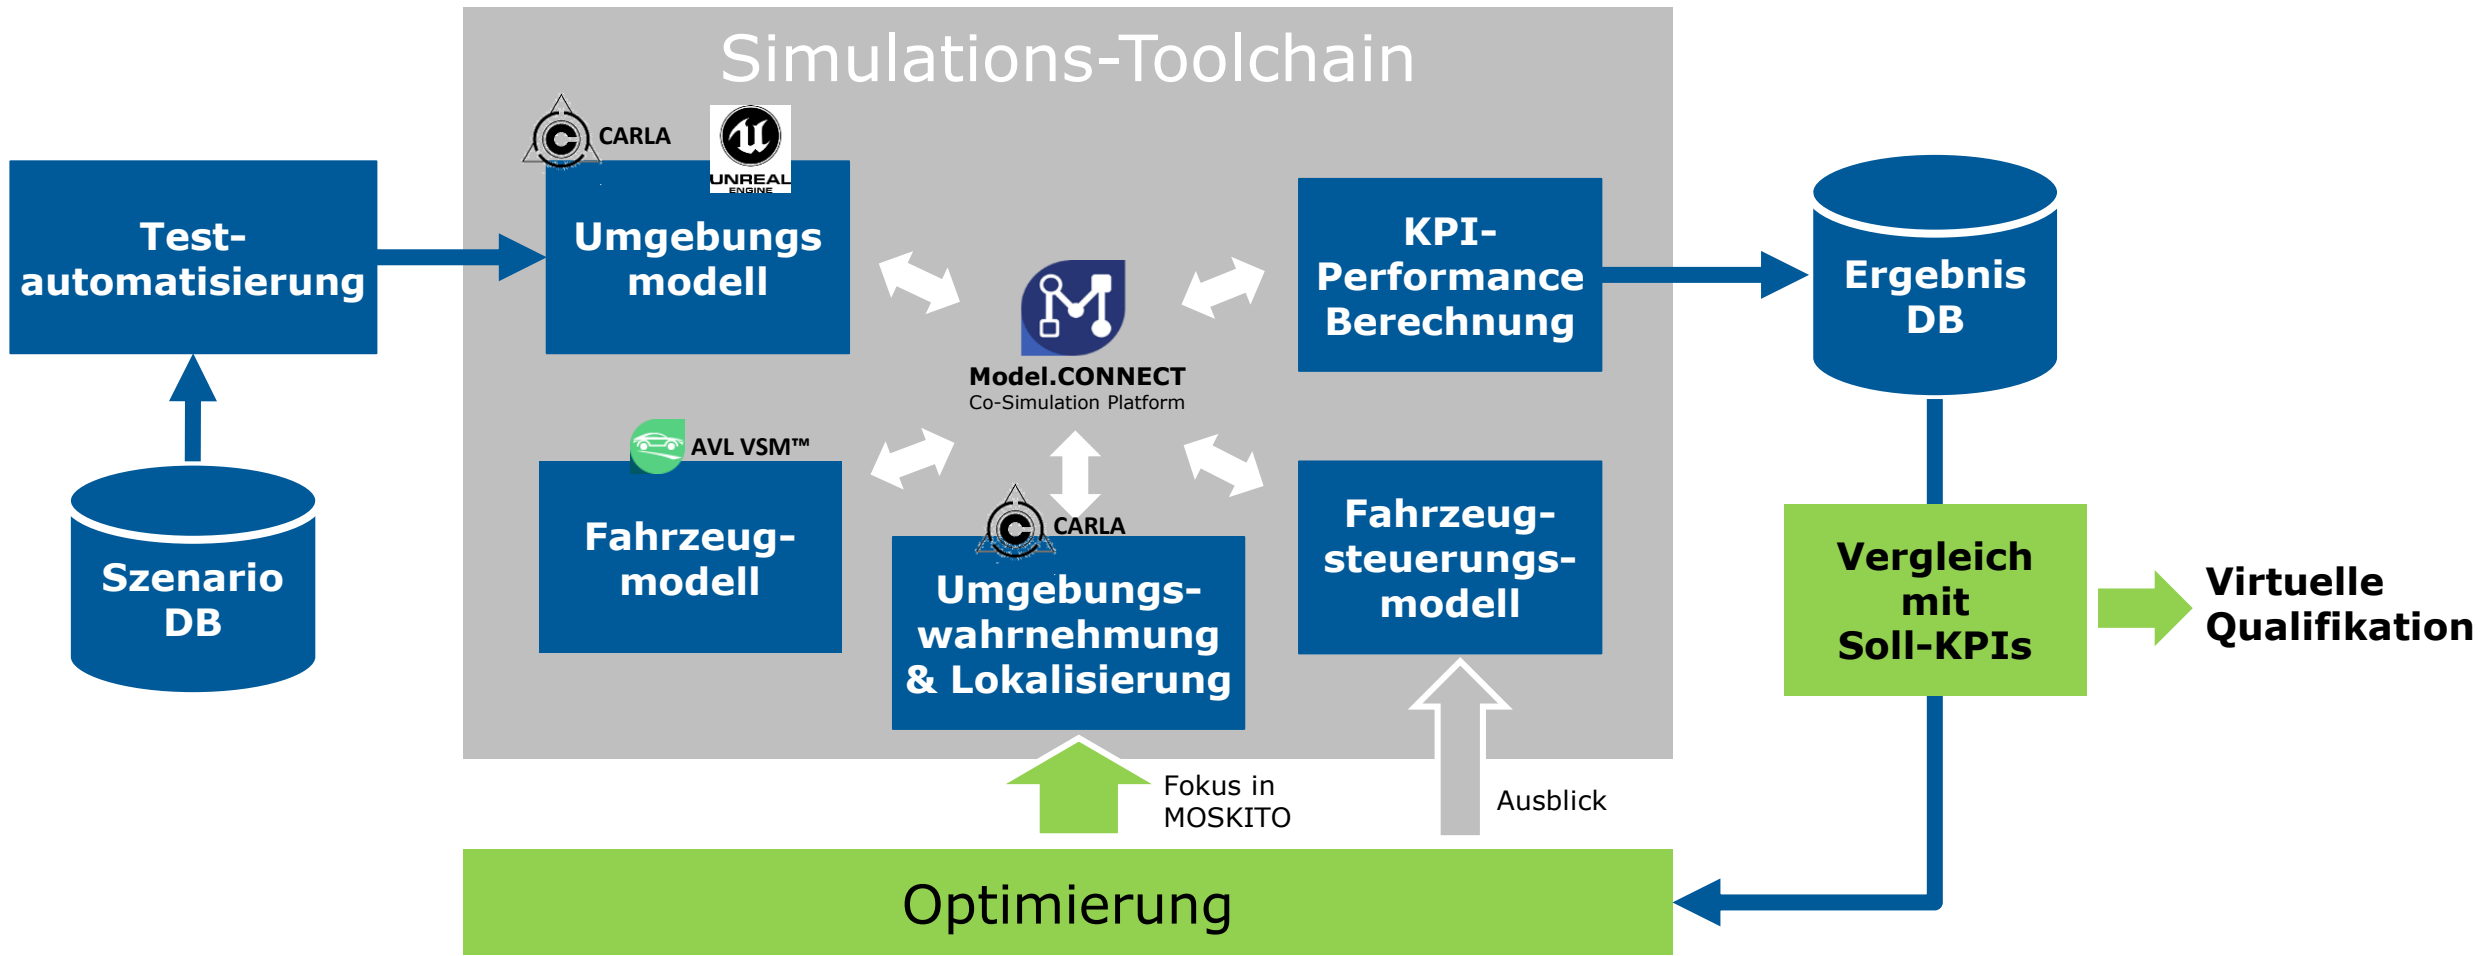 Simulations-Toolchain
CARLA
UNREAL
ENGINE
Test-
automatisierung
Umgebungs
modell
KPI-
Performance
Berechnung
Ergebnis
DB
Model.CONNECT
Co-Simulation Platform
Szenario
DB
AVL VSM™
Fahrzeug-
modell
CARLA
Umgebungs-
wahrnehmung
& Lokalisierung
Fahrzeug-
steuerungs-
modell
Vergleich
mit
Soll-KPIs
Virtuelle
Qualifikation
Fokus in
MOSKITO
Ausblick
Optimierung